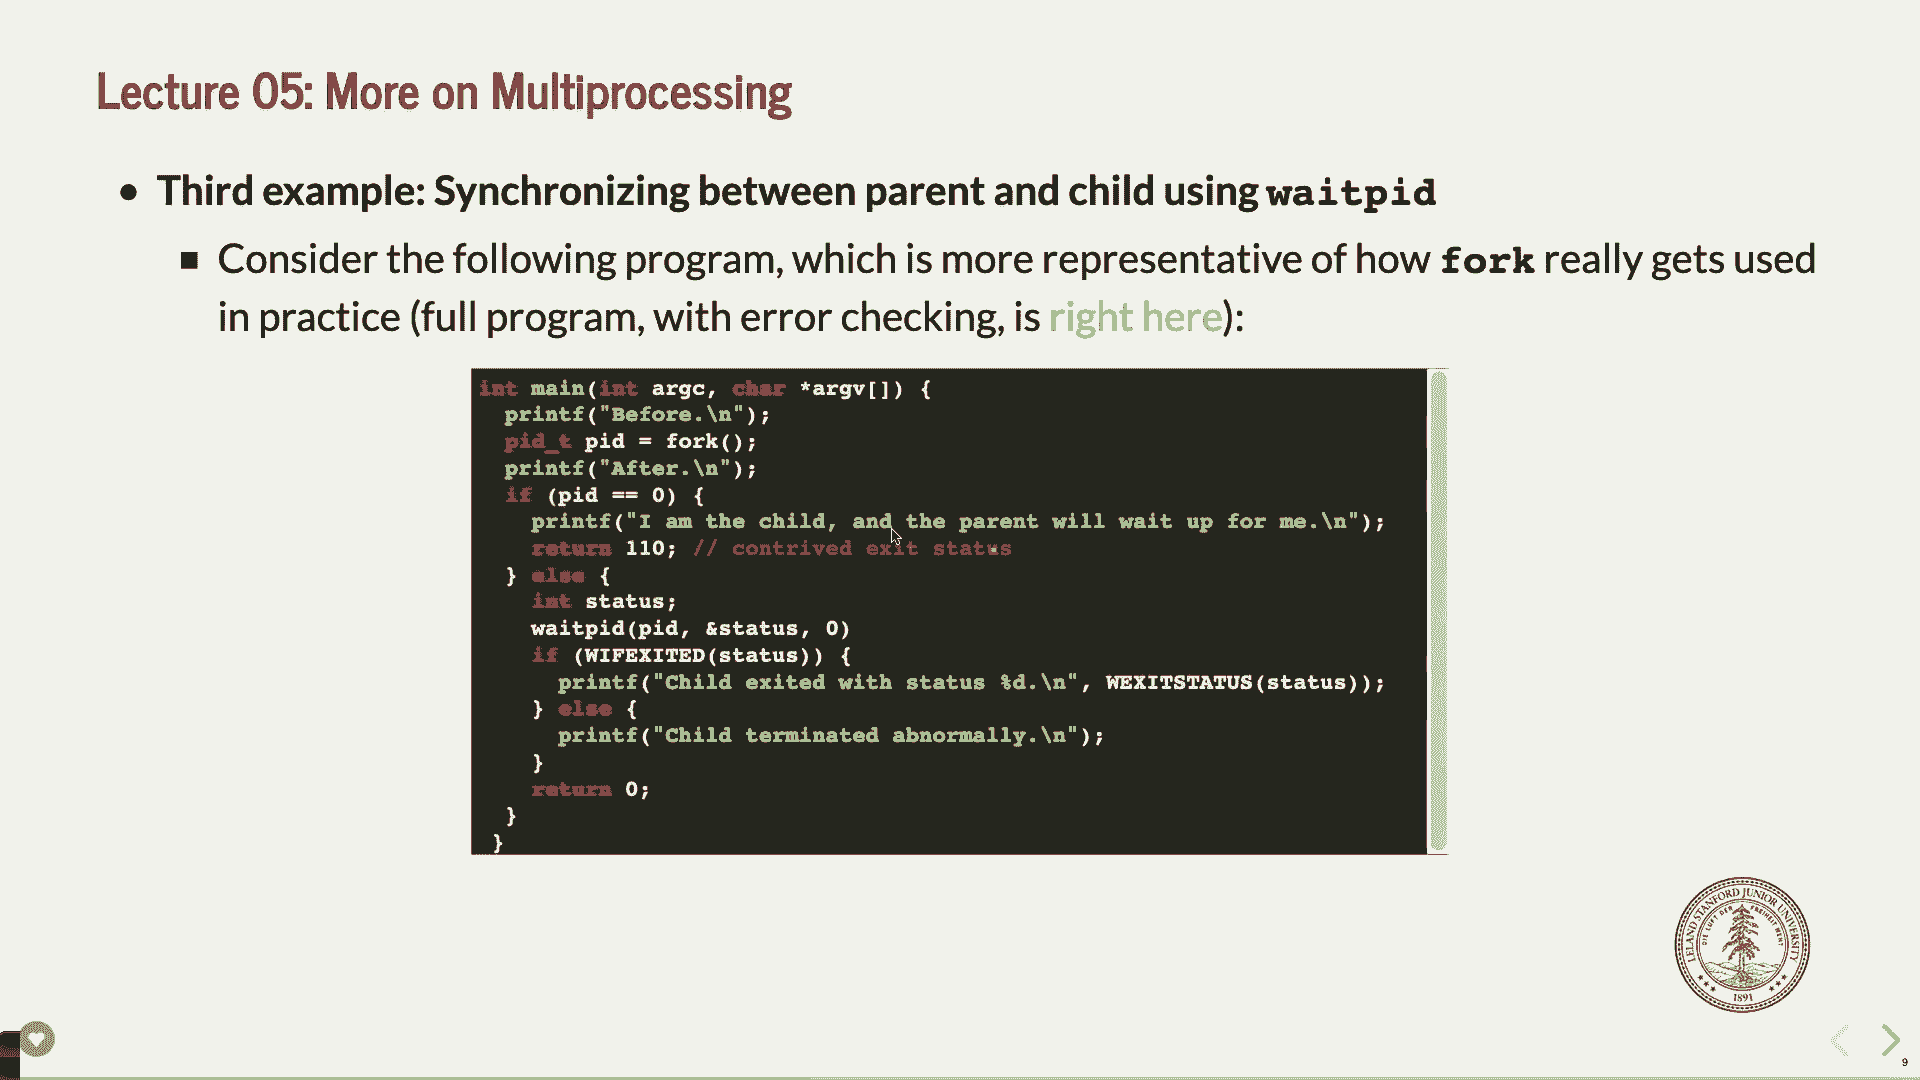 Lecture 05: More on Multiprocessing
• Third example: Synchronizing between parent and child using waitpid
▪ Consider the following program, which is more representative of how fork really gets used
in practice (full program, with error checking, is right here):
int main(int argc, char *argv[]) {
  printf("Before.\n");
  pid_t pid = fork();
  printf("After.\n");
  if (pid == 0) {
    printf("I am the child, and the parent will wait up for me.\n");
    return 110; // contrived exit status
  } else {
    int status;
    waitpid(pid, &status, 0)
    if (WIFEXITED(status)) {
      printf("Child exited with status %d.\n", WEXITSTATUS(status));
    } else {
      printf("Child terminated abnormally.\n");
    }
    return 0;
  }
 }
LELAND STANFORD JUNIOR UNIVERSITY
DIE LUFT DER FREIHEIT WEHT
1891
9